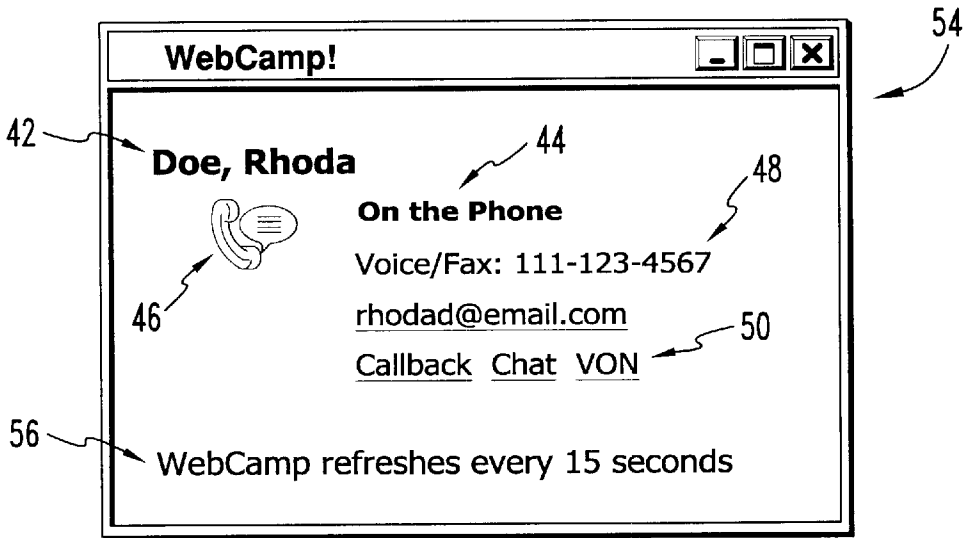 54
WebCamp!
42
Doe, Rhoda
44
On the Phone
48
Voice/Fax: 111-123-4567
46
rhodad@email.com
50
Callback Chat VON
56
WebCamp refreshes every 15 seconds